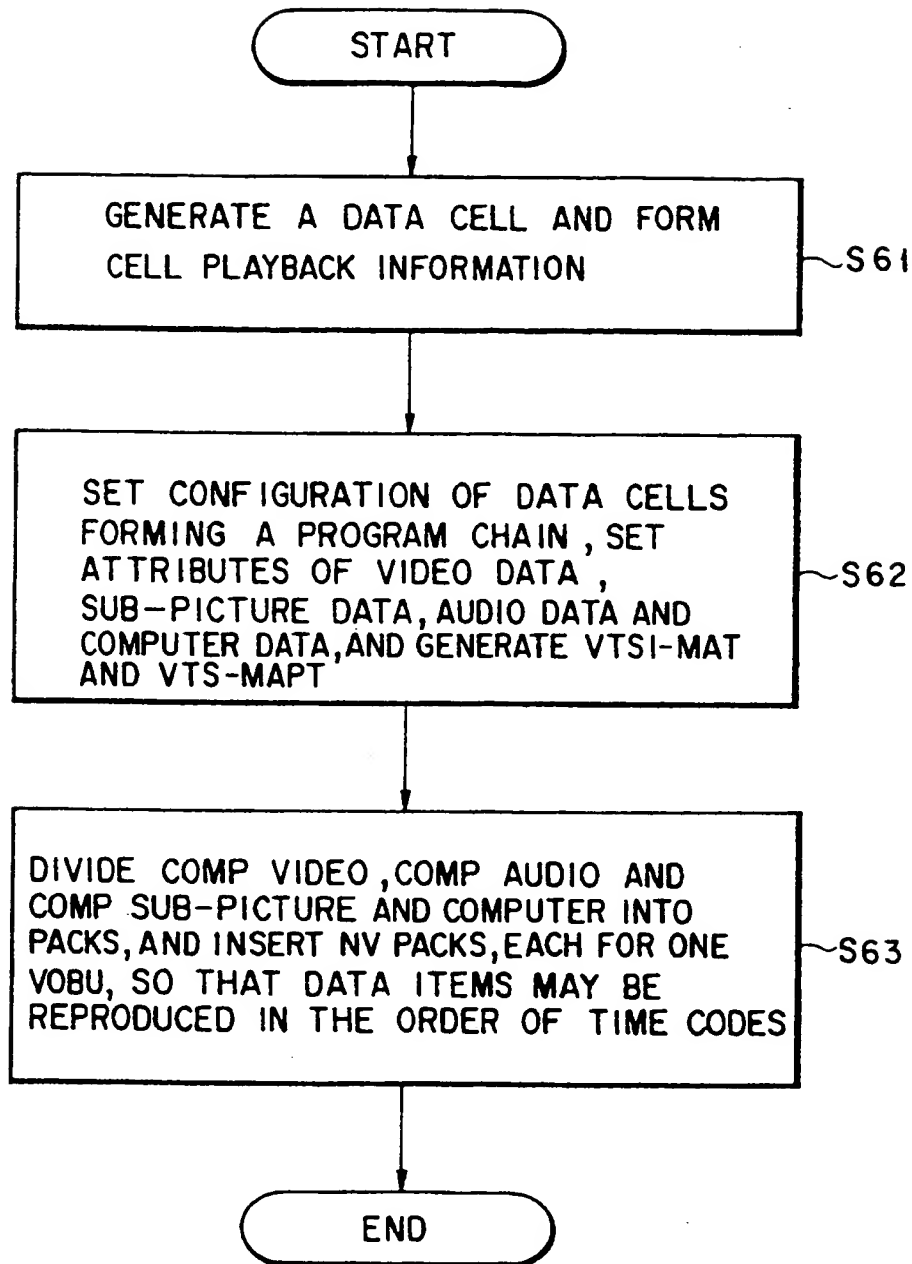 START
GENERATE A DATA CELL AND FORM
CELL PLAYBACK INFORMATION
S61
SET CONFIGURATION OF DATA CELLS
FORMING A PROGRAM CHAIN, SET
ATTRIBUTES OF VIDEO DATA,
SUB-PICTURE DATA, AUDIO DATA AND
COMPUTER DATA, AND GENERATE VTSI-MAT
AND VTS-MAPT
S62
DIVIDE COMP VIDEO, COMP AUDIO AND
COMP SUB-PICTURE AND COMPUTER INTO
PACKS, AND INSERT NV PACKS, EACH FOR ONE
VOBU, SO THAT DATA ITEMS MAY BE
REPRODUCED IN THE ORDER OF TIME CODES
S63
END